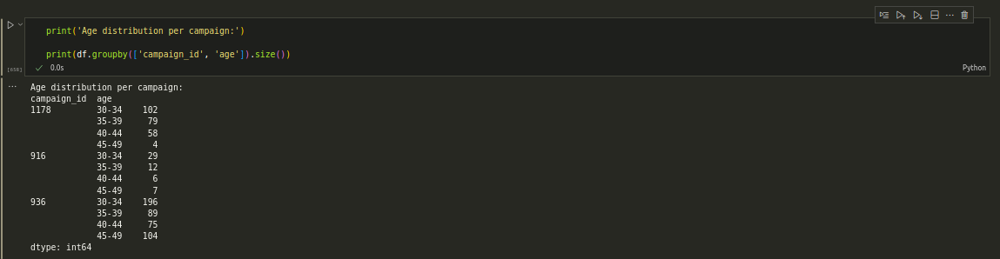 print('Age distribution per campaign:')
print(df.groupby(['campaign_id', 'age']).size())
0.0s
Python
Age distribution per campaign:
campaign_id  age
1178         30-34    102
             35-39     79
             40-44     58
             45-49      4
916          30-34     29
             35-39     12
             40-44      6
             45-49      7
936          30-34    196
             35-39     89
             40-44     75
             45-49    104
dtype: int64